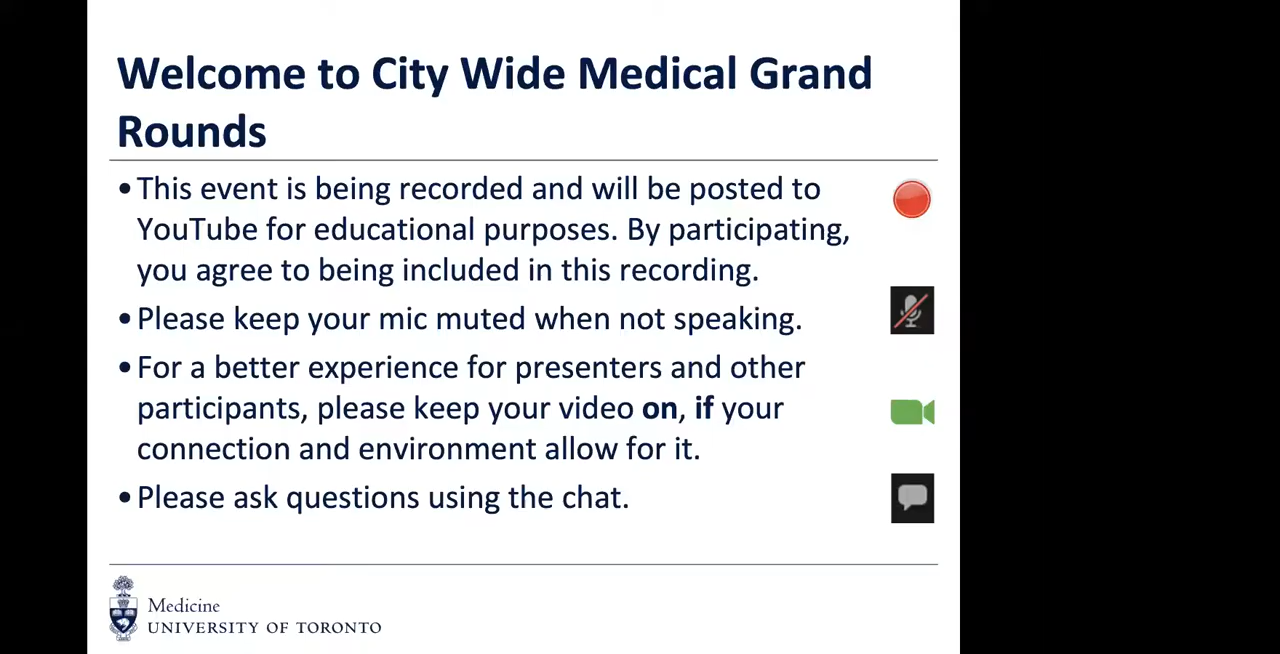 Welcome to City Wide Medical Grand
Rounds
•This event is being recorded and will be posted to
YouTube for educational purposes. By participating,
you agree to being included in this recording.
•Please keep your mic muted when not speaking.
•For a better experience for presenters and other
participants, please keep your video on, if your
connection and environment allow for it.
•Please ask questions using the chat.
Medicine
UNIVERSITY OF TORONTO